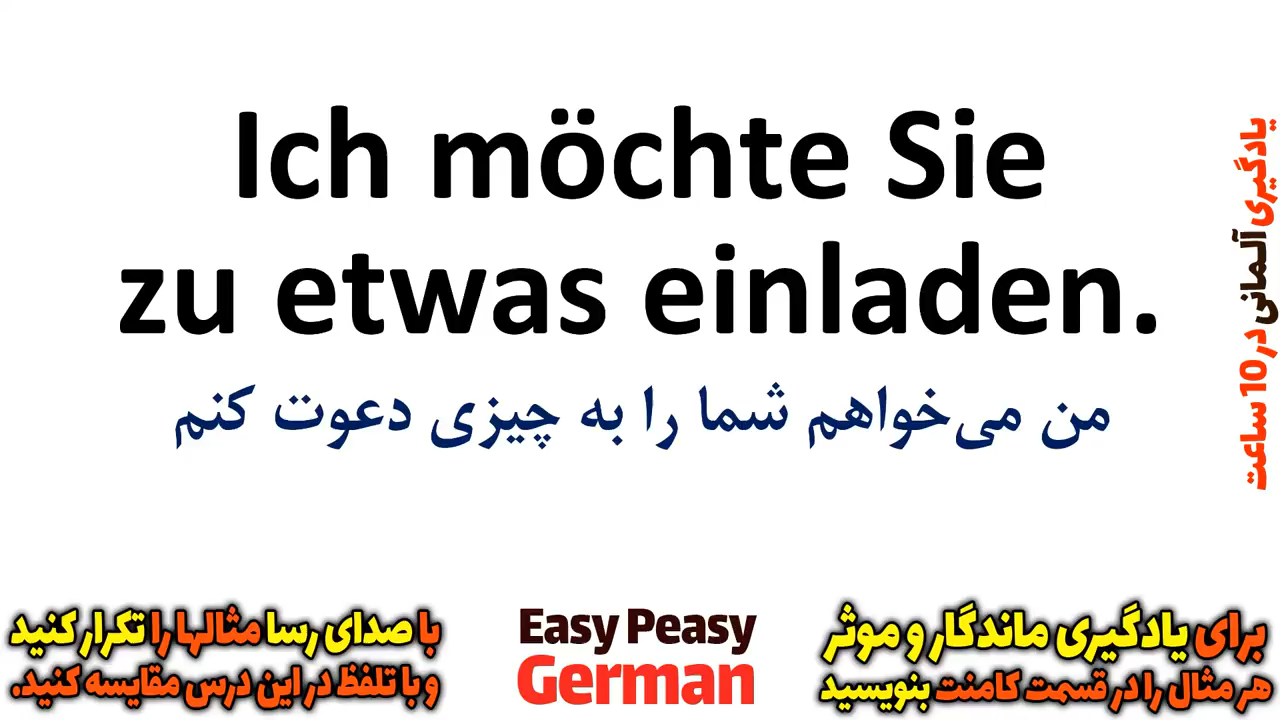 Ich möchte Sie
zu etwas einladen.
من می‌خواهم شما را به چیزی دعوت کنم
یادگیری آلمانی در 10 ساعت
با صدای رسا مثالها را تکرار کنید
و با تلفظ در این درس مقایسه کنید.
Easy Peasy
German
برای یادگیری ماندگار و موثر
هر مثال را در قسمت کامنت بنویسید